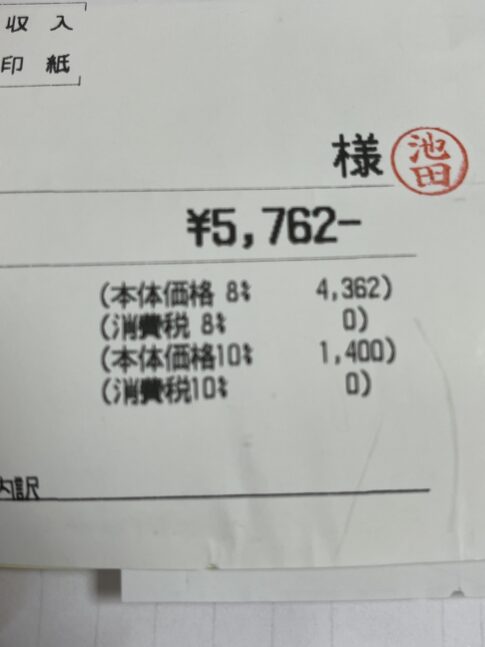 収入
印紙
様 池田
¥5,762-
(本体価格 8% 4,362)
(消費税 8% 0)
(本体価格10% 1,400)
(消費税10% 0)
内訳